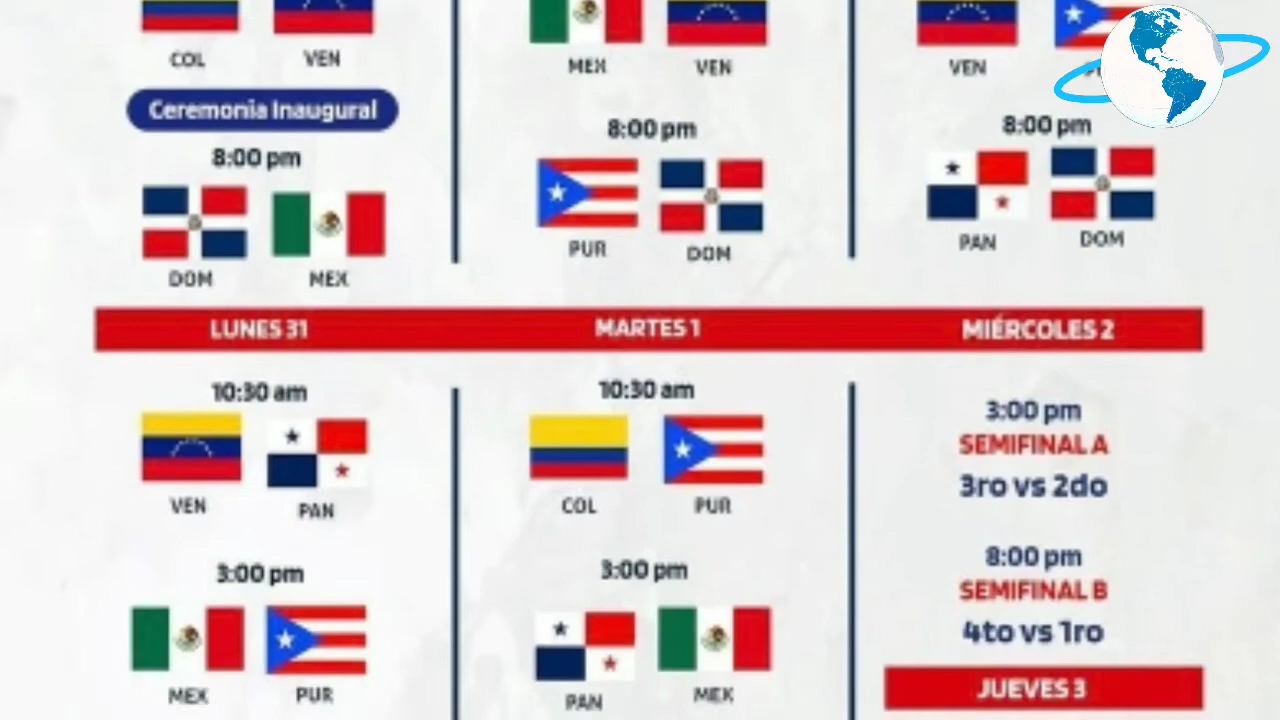 COL VEN
Ceremonia Inaugural
8:00 pm
DOM MEX
MEX VEN
8:00 pm
PUR DOM
VEN
8:00 pm
PAN DOM
LUNES 31 MARTES 1 MIÉRCOLES 2
10:30 am
VEN PAN
3:00 pm
MEX PUR
10:30 am
COL PUR
3:00 pm
PAN MEX
3:00 pm
SEMIFINAL A
3ro vs 2do
8:00 pm
SEMIFINAL B
4to vs 1ro
JUEVES 3